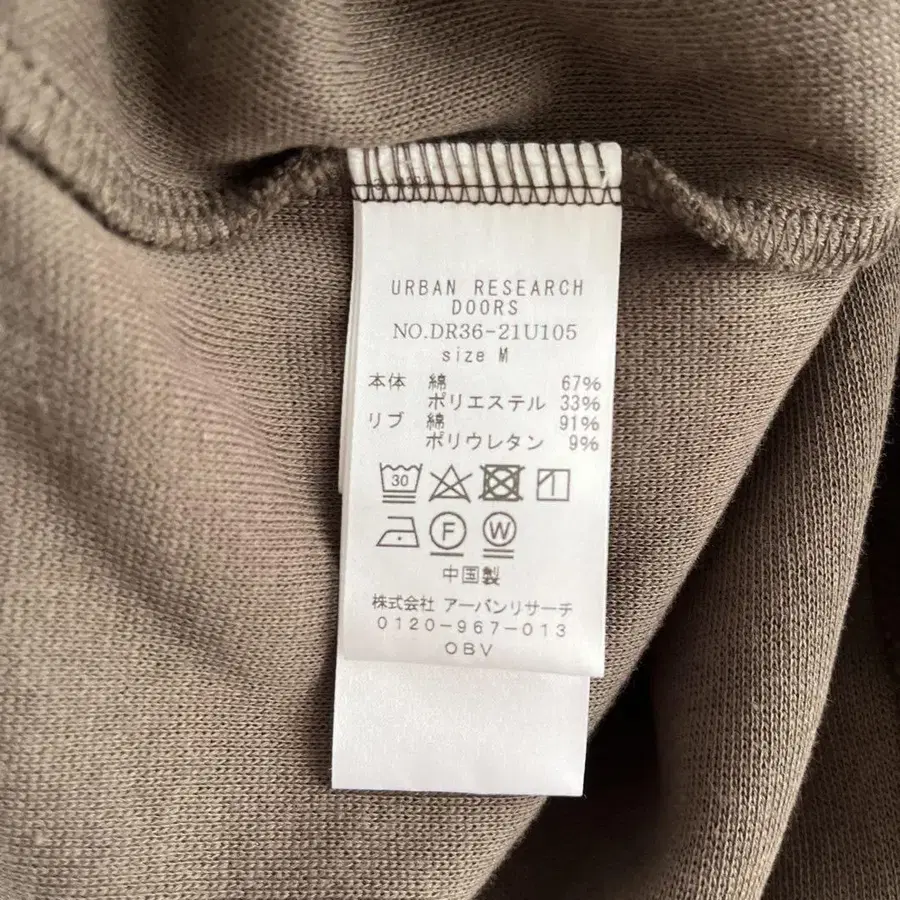 URBAN RESEARCH
DOORS
NO.DR36-21U105
size M
本体 綿 67%
ポリエステル 33%
リブ 綿 91%
ポリウレタン 9%
30
F W
中国製
株式会社 アーバンリサーチ
0120-967-013
OBV